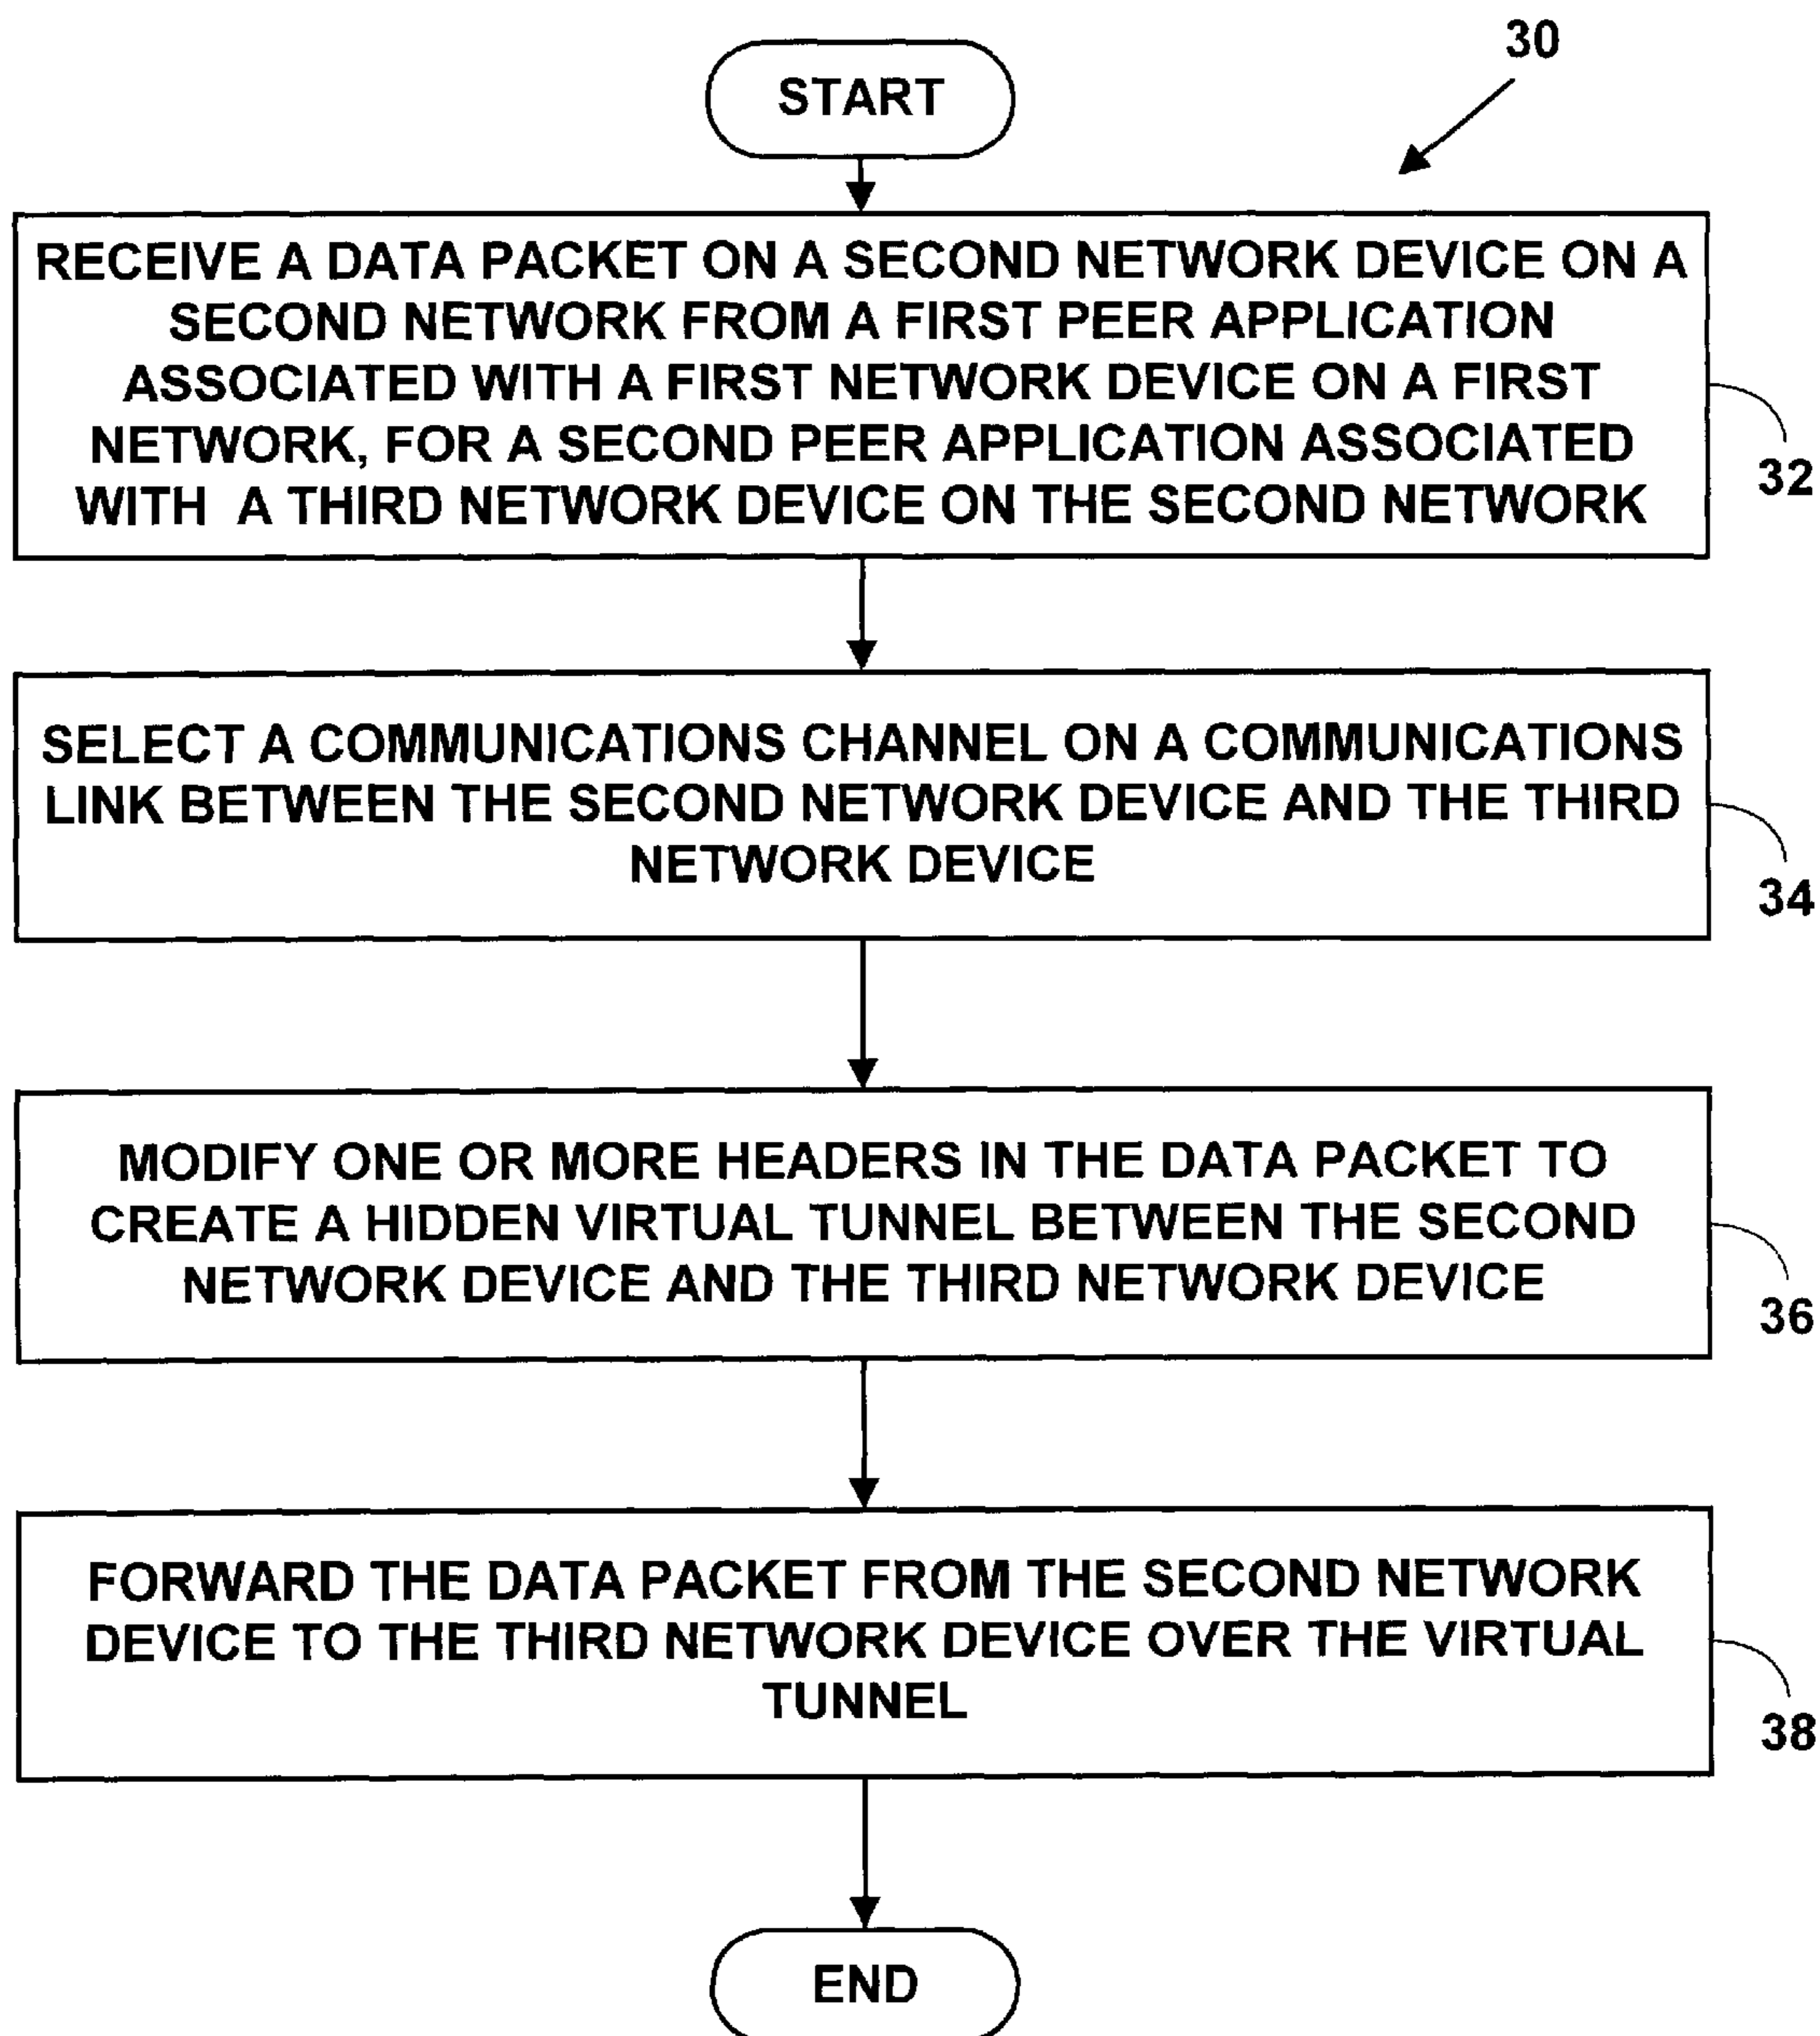 30
START
RECEIVE A DATA PACKET ON A SECOND NETWORK DEVICE ON A
SECOND NETWORK FROM A FIRST PEER APPLICATION
ASSOCIATED WITH A FIRST NETWORK DEVICE ON A FIRST
NETWORK, FOR A SECOND PEER APPLICATION ASSOCIATED
WITH A THIRD NETWORK DEVICE ON THE SECOND NETWORK
32
SELECT A COMMUNICATIONS CHANNEL ON A COMMUNICATIONS
LINK BETWEEN THE SECOND NETWORK DEVICE AND THE THIRD
NETWORK DEVICE
34
MODIFY ONE OR MORE HEADERS IN THE DATA PACKET TO
CREATE A HIDDEN VIRTUAL TUNNEL BETWEEN THE SECOND
NETWORK DEVICE AND THE THIRD NETWORK DEVICE
36
FORWARD THE DATA PACKET FROM THE SECOND NETWORK
DEVICE TO THE THIRD NETWORK DEVICE OVER THE VIRTUAL
TUNNEL
38
END